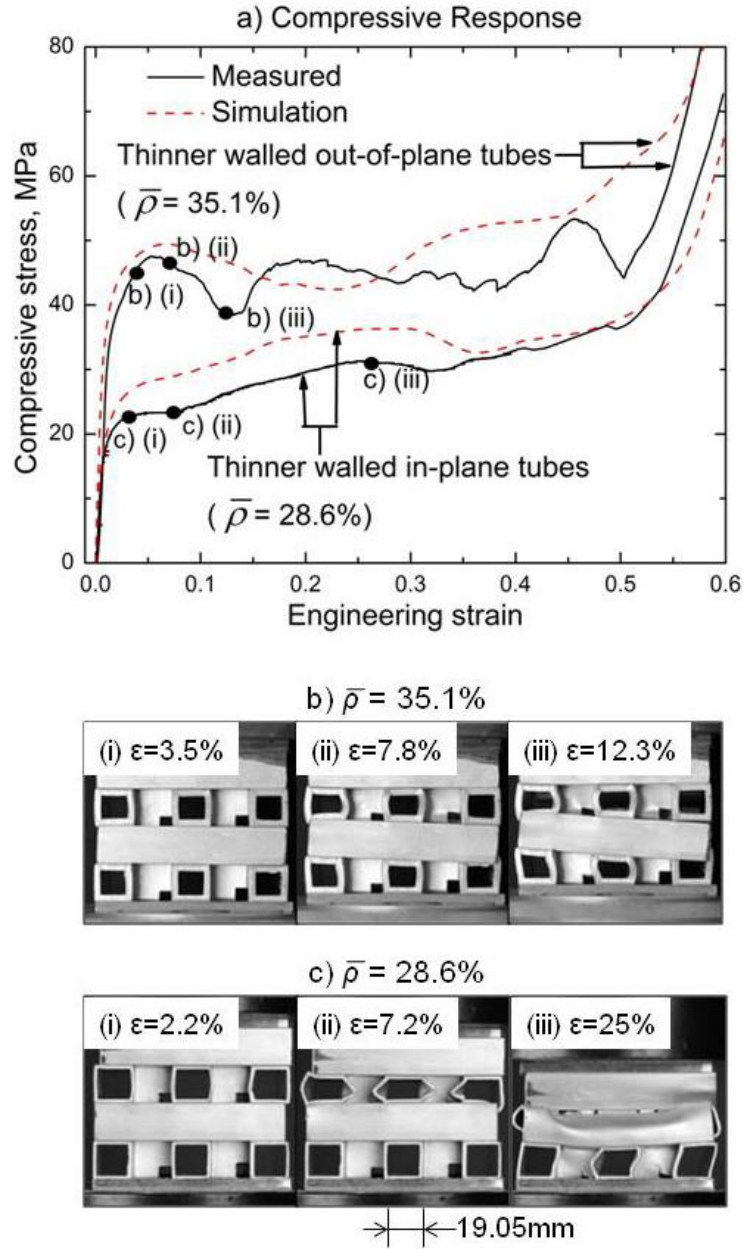 a) Compressive Response
80
Measured
Simulation
60
Thinner walled out-of-plane tubes
( ρ̅ = 35.1%)
b) (ii)
b) (i)
b) (iii)
40
c) (iii)
c) (i)
c) (ii)
20
Thinner walled in-plane tubes
( ρ̅ = 28.6%)
0
Compressive stress, MPa
0.0 0.1 0.2 0.3 0.4 0.5 0.6
Engineering strain
b) ρ̅ = 35.1%
(i) ε=3.5% (ii) ε=7.8% (iii) ε=12.3%
c) ρ̅ = 28.6%
(i) ε=2.2% (ii) ε=7.2% (iii) ε=25%
19.05mm